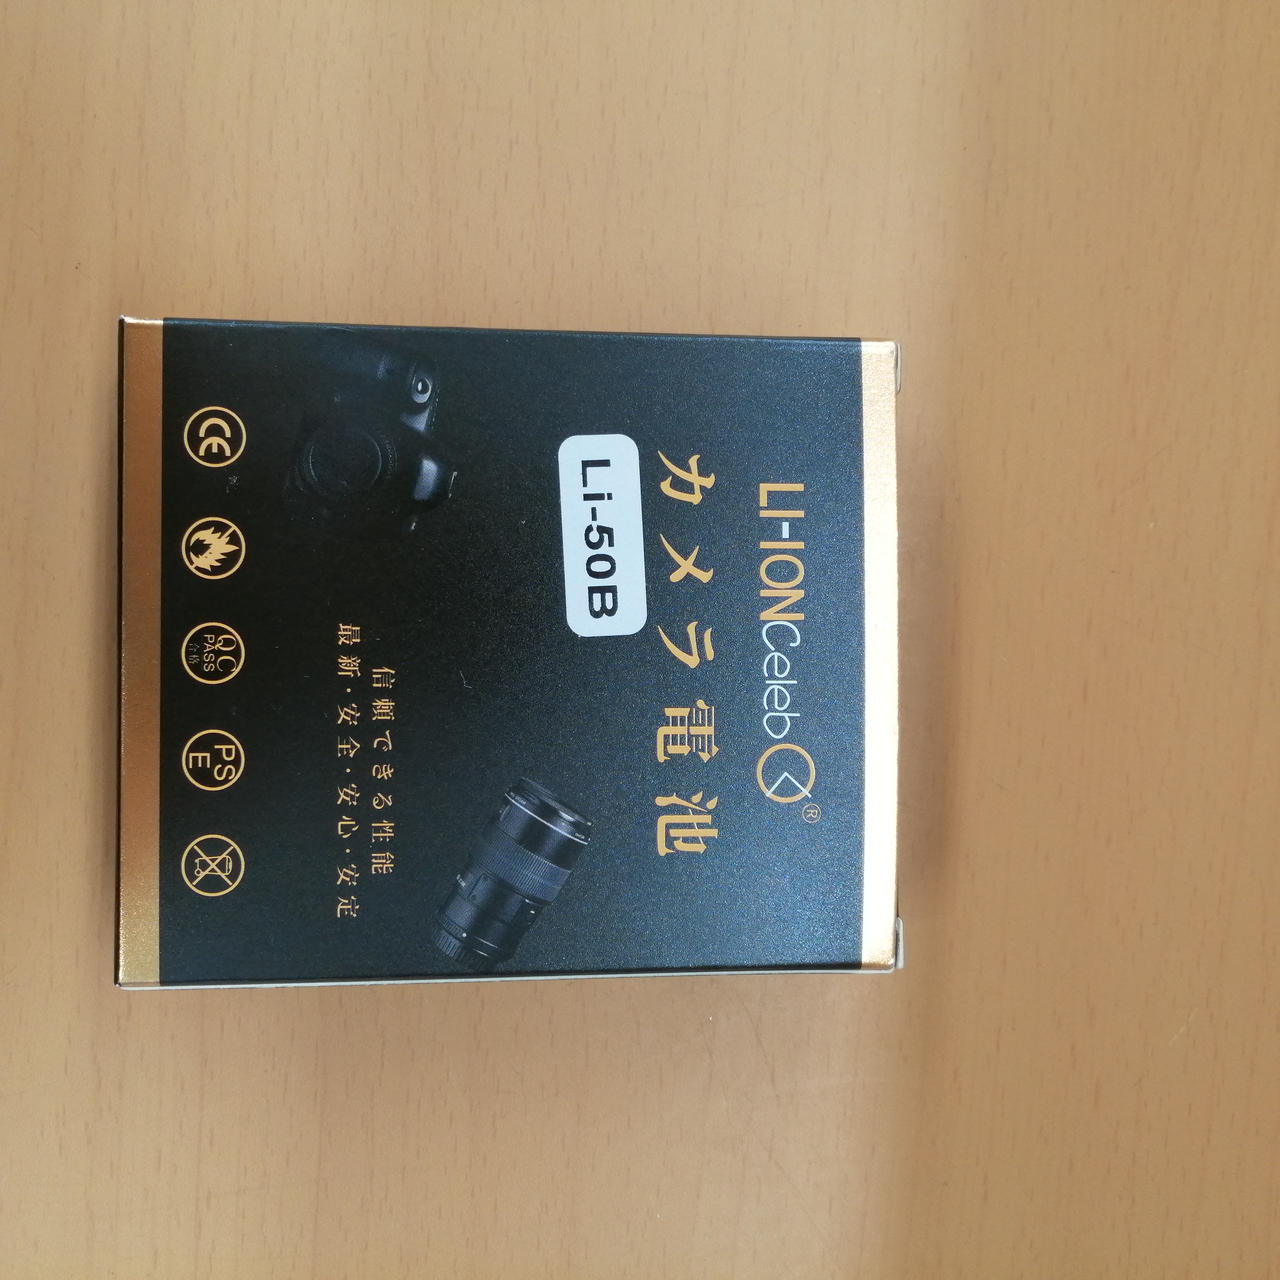 LI-IONCeleb®
カメラ電池
Li-50B
信頼できる性能
最新·安全·安心·安定
CE
QC
PASS
合格
PS
E